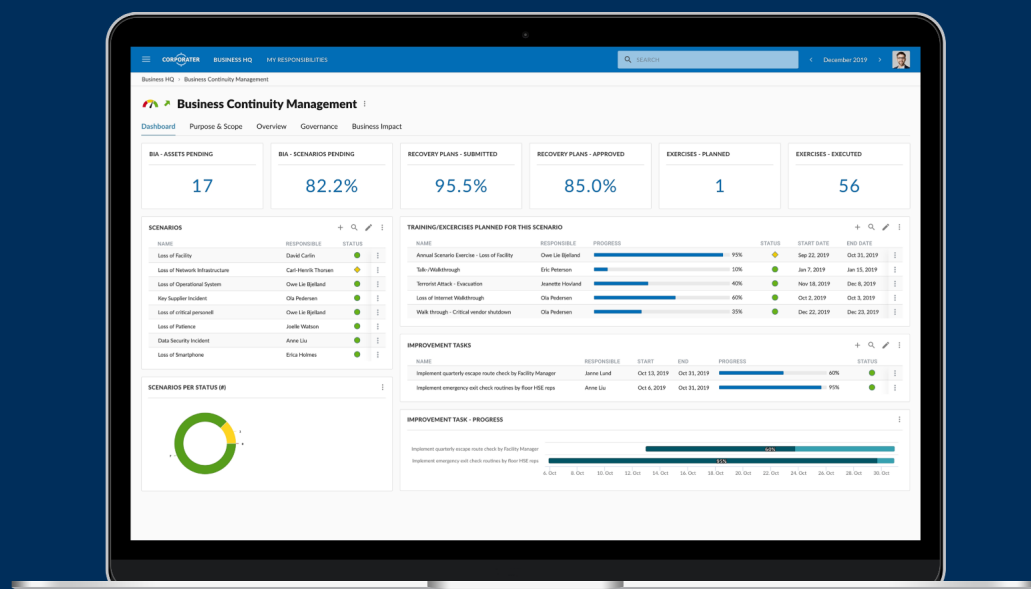 CORPORATER BUSINESS HQ MY RESPONSIBILITIES SEARCH December 2019
Business HQ > Business Continuity Management
Business Continuity Management
Dashboard Purpose & Scope Overview Governance Business Impact
BIA - ASSETS PENDING BIA - SCENARIOS PENDING RECOVERY PLANS - SUBMITTED RECOVERY PLANS - APPROVED EXERCISES - PLANNED EXERCISES - EXECUTED
17 82.2% 95.5% 85.0% 1 56
SCENARIOS
NAME RESPONSIBLE STATUS
Loss of Facility David Carlin
Loss of Network Infrastructure Carl-Henrik Thorsen
Loss of Operational System Owe Lie Bjelland
Key Supplier Incident Ola Pedersen
Loss of critical personell Owe Lie Bjelland
Loss of Patience Joelle Watson
Data Security Incident Anne Liu
Loss of Smartphone Erica Holmes
SCENARIOS PER STATUS (#)
TRAINING/EXCERCISES PLANNED FOR THIS SCENARIO
NAME RESPONSIBLE PROGRESS STATUS START DATE END DATE
Annual Scenario Exercise - Loss of Facility Owe Lie Bjelland 95% Sep 22, 2019 Oct 31, 2019
Talk-/Walkthrough Eric Peterson 10% Jan 7, 2019 Jan 15, 2019
Terrorist Attack - Evacuation Jeanette Hovland 40% Nov 18, 2019 Dec 8, 2019
Loss of Internet Walkthrough Ola Pedersen 60% Oct 2, 2019 Oct 3, 2019
Walk through - Critical vendor shutdown Ola Pedersen 35% Dec 22, 2019 Dec 23, 2019
IMPROVEMENT TASKS
NAME RESPONSIBLE START END PROGRESS STATUS
Implement quarterly escape route check by Facility Manager Janne Lund Oct 13, 2019 Oct 31, 2019 60%
Implement emergency exit check routines by floor HSE reps Anne Liu Oct 6, 2019 Oct 31, 2019 95%
IMPROVEMENT TASK - PROGRESS
Implement quarterly escape route check by Facility Manager 60%
Implement emergency exit check routines by floor HSE reps 95%
6. Oct 8. Oct 10. Oct 12. Oct 14. Oct 16. Oct 18. Oct 20. Oct 22. Oct 24. Oct 26. Oct 28. Oct 30. Oct